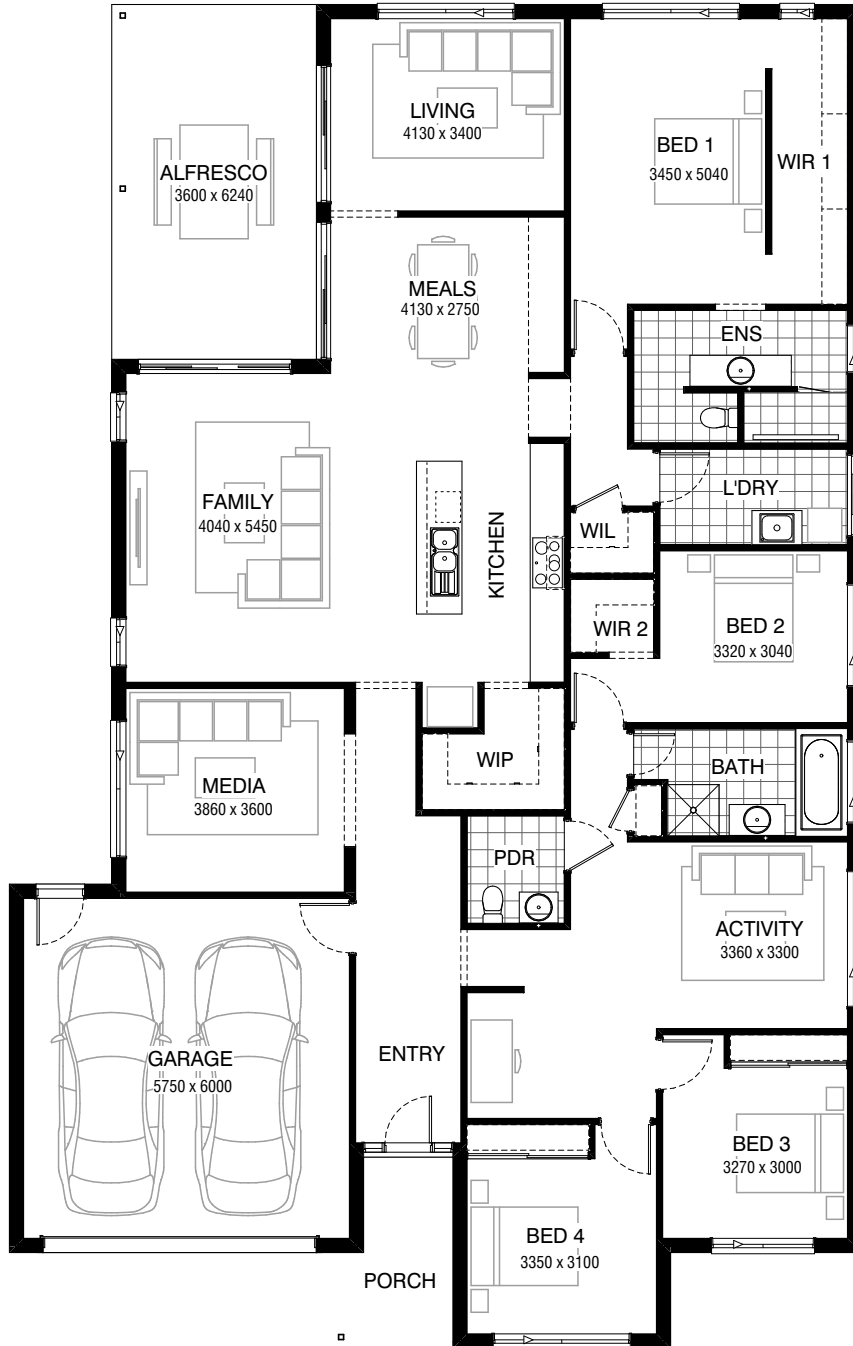 LIVING
4130 x 3400
BED 1
3450 x 5040
WIR 1
ALFRESCO
3600 x 6240
MEALS
4130 x 2750
ENS
FAMILY
4040 x 5450
KITCHEN
L'DRY
WIL
WIR 2
BED 2
3320 x 3040
MEDIA
3860 x 3600
WIP
BATH
PDR
ACTIVITY
3360 x 3300
GARAGE
5750 x 6000
ENTRY
BED 3
3270 x 3000
BED 4
3350 x 3100
PORCH